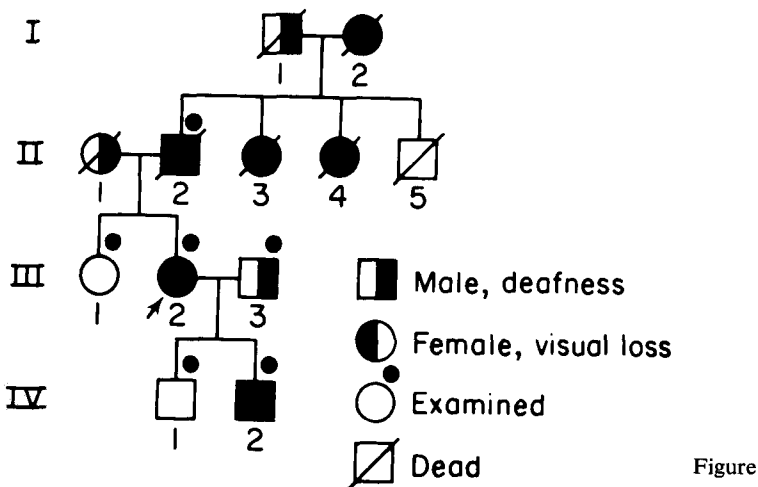 I
1 2
II
1 2 3 4 5
III
1 2 3
Male, deafness
Female, visual loss
IV
1 2
Examined
Dead
Figure